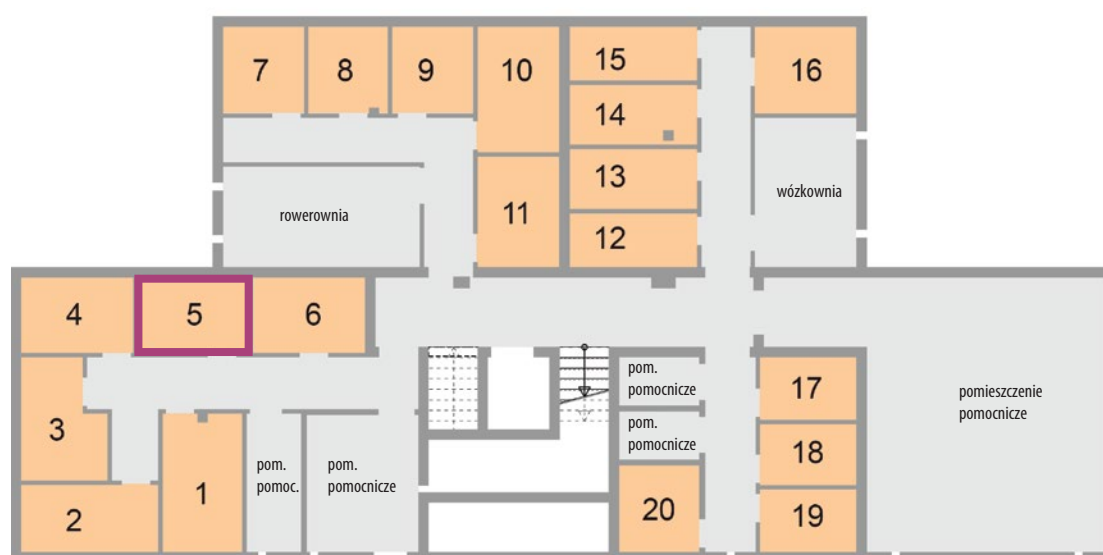 7
8
9
10
15
16
14
13
wózkownia
rowerownia
11
12
4
5
6
pom.
pomocnicze
17
pomieszczenie
pomocnicze
3
pom.
pomocnicze
18
pom.
pomoc.
pom.
pomocnicze
1
2
20
19